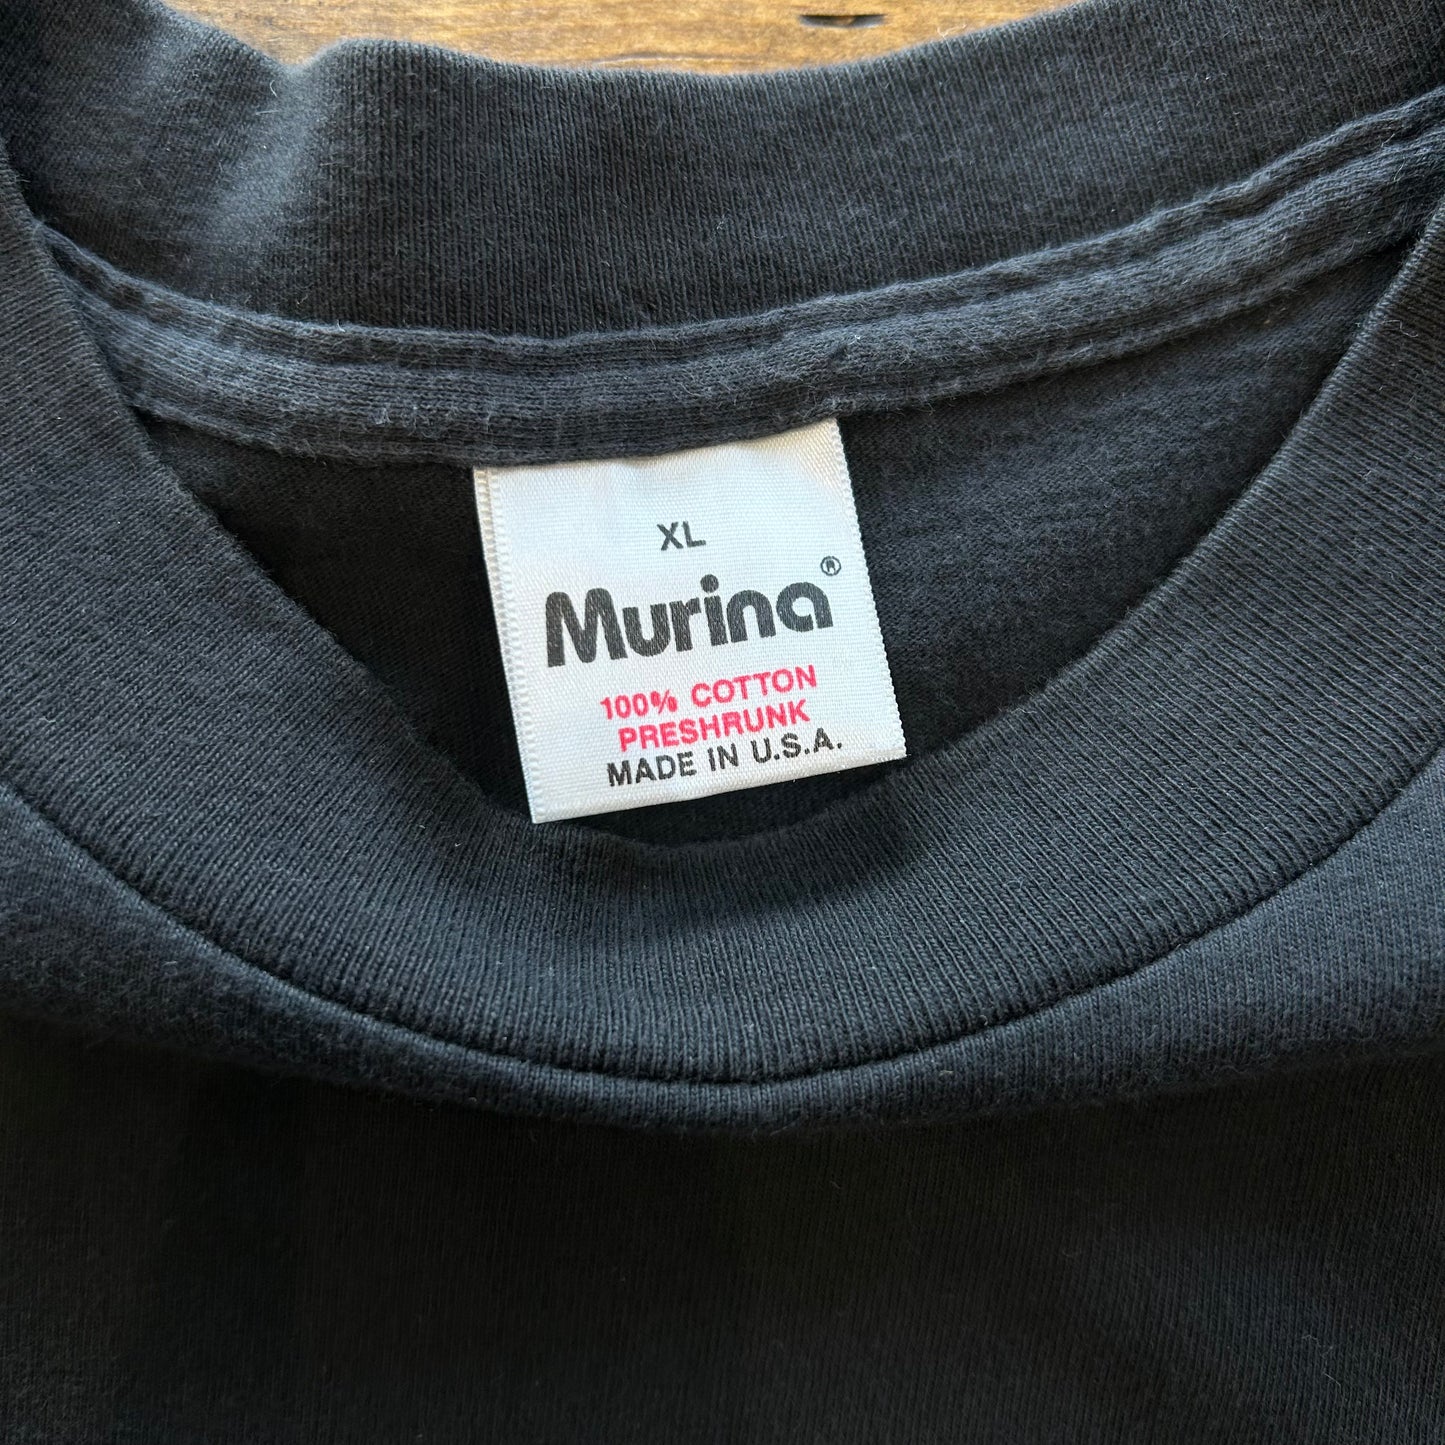 XL
Murina®
100% COTTON
PRESHRUNK
MADE IN U.S.A.